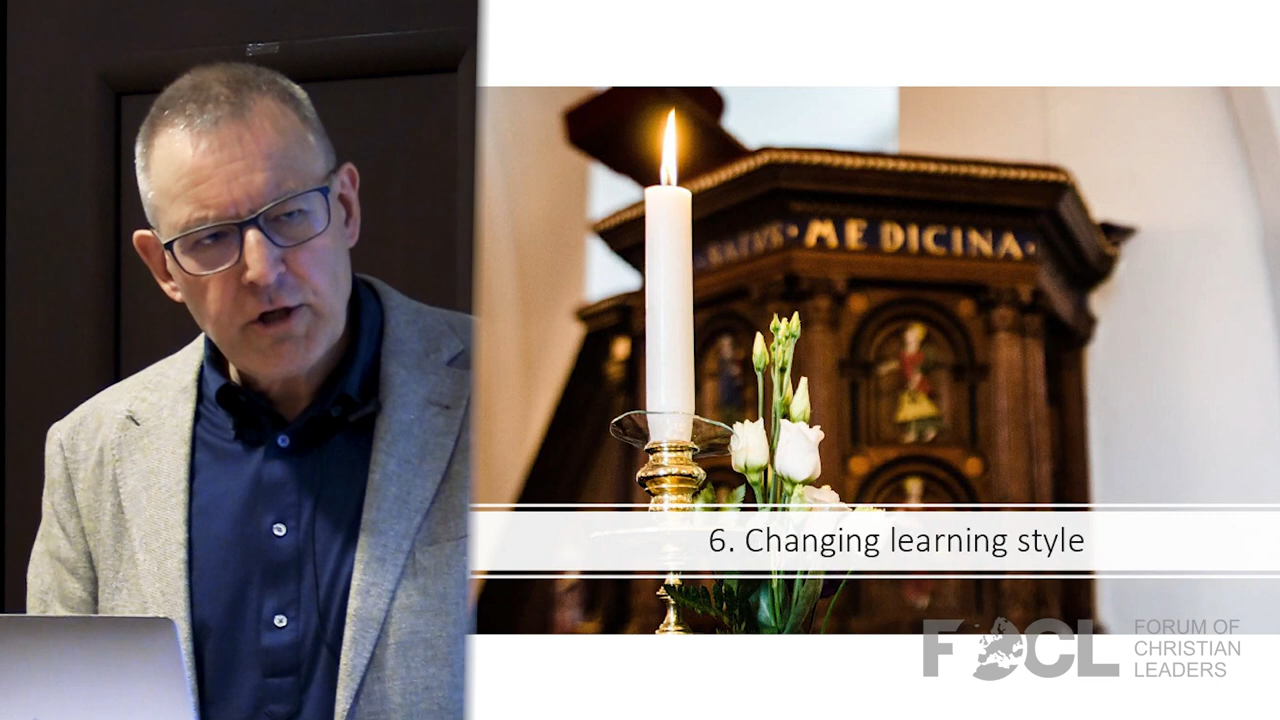 · MEDICINA ·
6. Changing learning style
FOCL
FORUM OF
CHRISTIAN
LEADERS